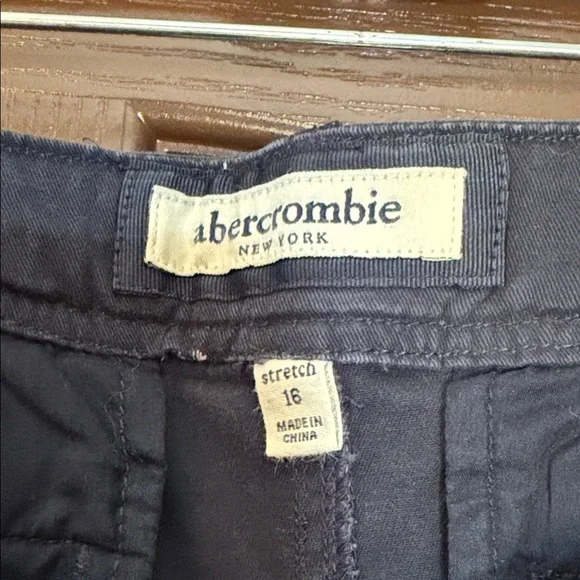 abercrombie
NEW YORK
stretch
16
MADE IN
CHINA